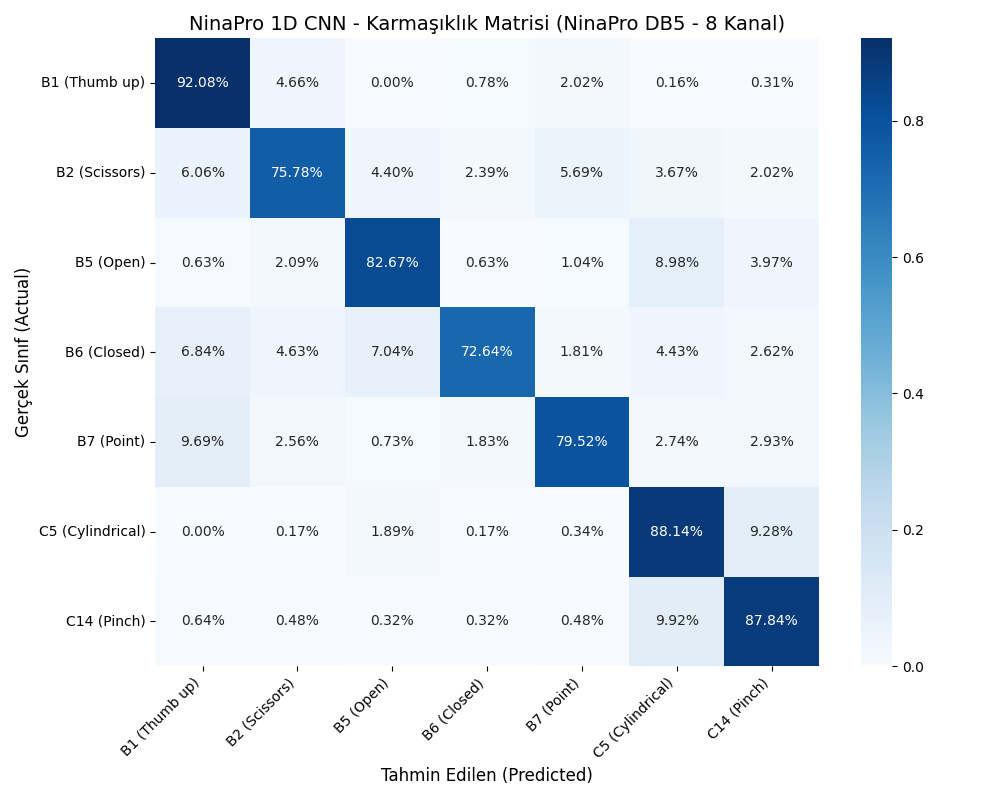 NinaPro 1D CNN - Karmaşıklık Matrisi (NinaPro DB5 - 8 Kanal)
Gerçek Sınıf (Actual)
B1 (Thumb up) 92.08% 4.66% 0.00% 0.78% 2.02% 0.16% 0.31%
B2 (Scissors) 6.06% 75.78% 4.40% 2.39% 5.69% 3.67% 2.02%
B5 (Open) 0.63% 2.09% 82.67% 0.63% 1.04% 8.98% 3.97%
B6 (Closed) 6.84% 4.63% 7.04% 72.64% 1.81% 4.43% 2.62%
B7 (Point) 9.69% 2.56% 0.73% 1.83% 79.52% 2.74% 2.93%
C5 (Cylindrical) 0.00% 0.17% 1.89% 0.17% 0.34% 88.14% 9.28%
C14 (Pinch) 0.64% 0.48% 0.32% 0.32% 0.48% 9.92% 87.84%
B1 (Thumb up) B2 (Scissors) B5 (Open) B6 (Closed) B7 (Point) C5 (Cylindrical) C14 (Pinch)
Tahmin Edilen (Predicted)
0.8
0.6
0.4
0.2
0.0